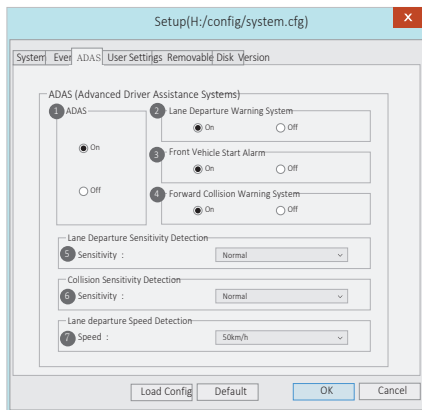 Setup(H:/config/system.cfg)
x
System Even ADAS User Settings Removable Disk Version
ADAS (Advanced Driver Assistance Systems)
1 ADAS
On
Off
2 Lane Departure Warning System
On Off
3 Front Vehicle Start Alarm
On Off
4 Forward Collision Warning System
On Off
Lane Departure Sensitivity Detection
5 Sensitivity : Normal
Collision Sensitivity Detection
6 Sensitivity : Normal
Lane departure Speed Detection
7 Speed : 50km/h
Load Config Default OK Cancel